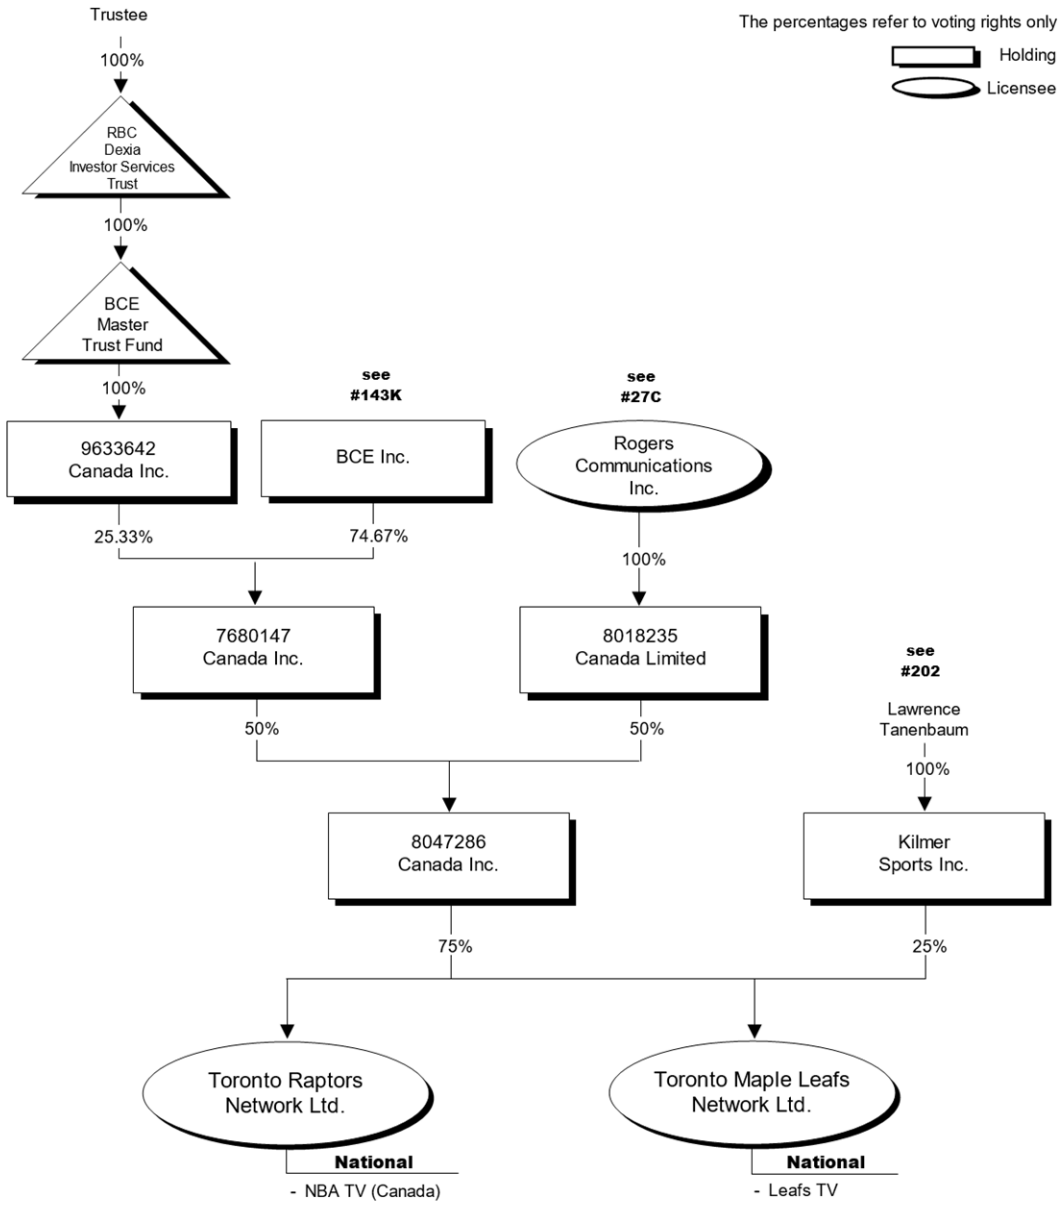 Trustee
The percentages refer to voting rights only
Holding
Licensee
100%
RBC
Dexia
Investor Services
Trust
100%
BCE
Master
Trust Fund
100%
see
#143K
see
#27C
9633642
Canada Inc.
BCE Inc.
Rogers
Communications
Inc.
25.33%
74.67%
100%
7680147
Canada Inc.
8018235
Canada Limited
see
#202
Lawrence
Tanenbaum
50%
50%
100%
8047286
Canada Inc.
Kilmer
Sports Inc.
75%
25%
Toronto Raptors
Network Ltd.
Toronto Maple Leafs
Network Ltd.
National
- NBA TV (Canada)
National
- Leafs TV